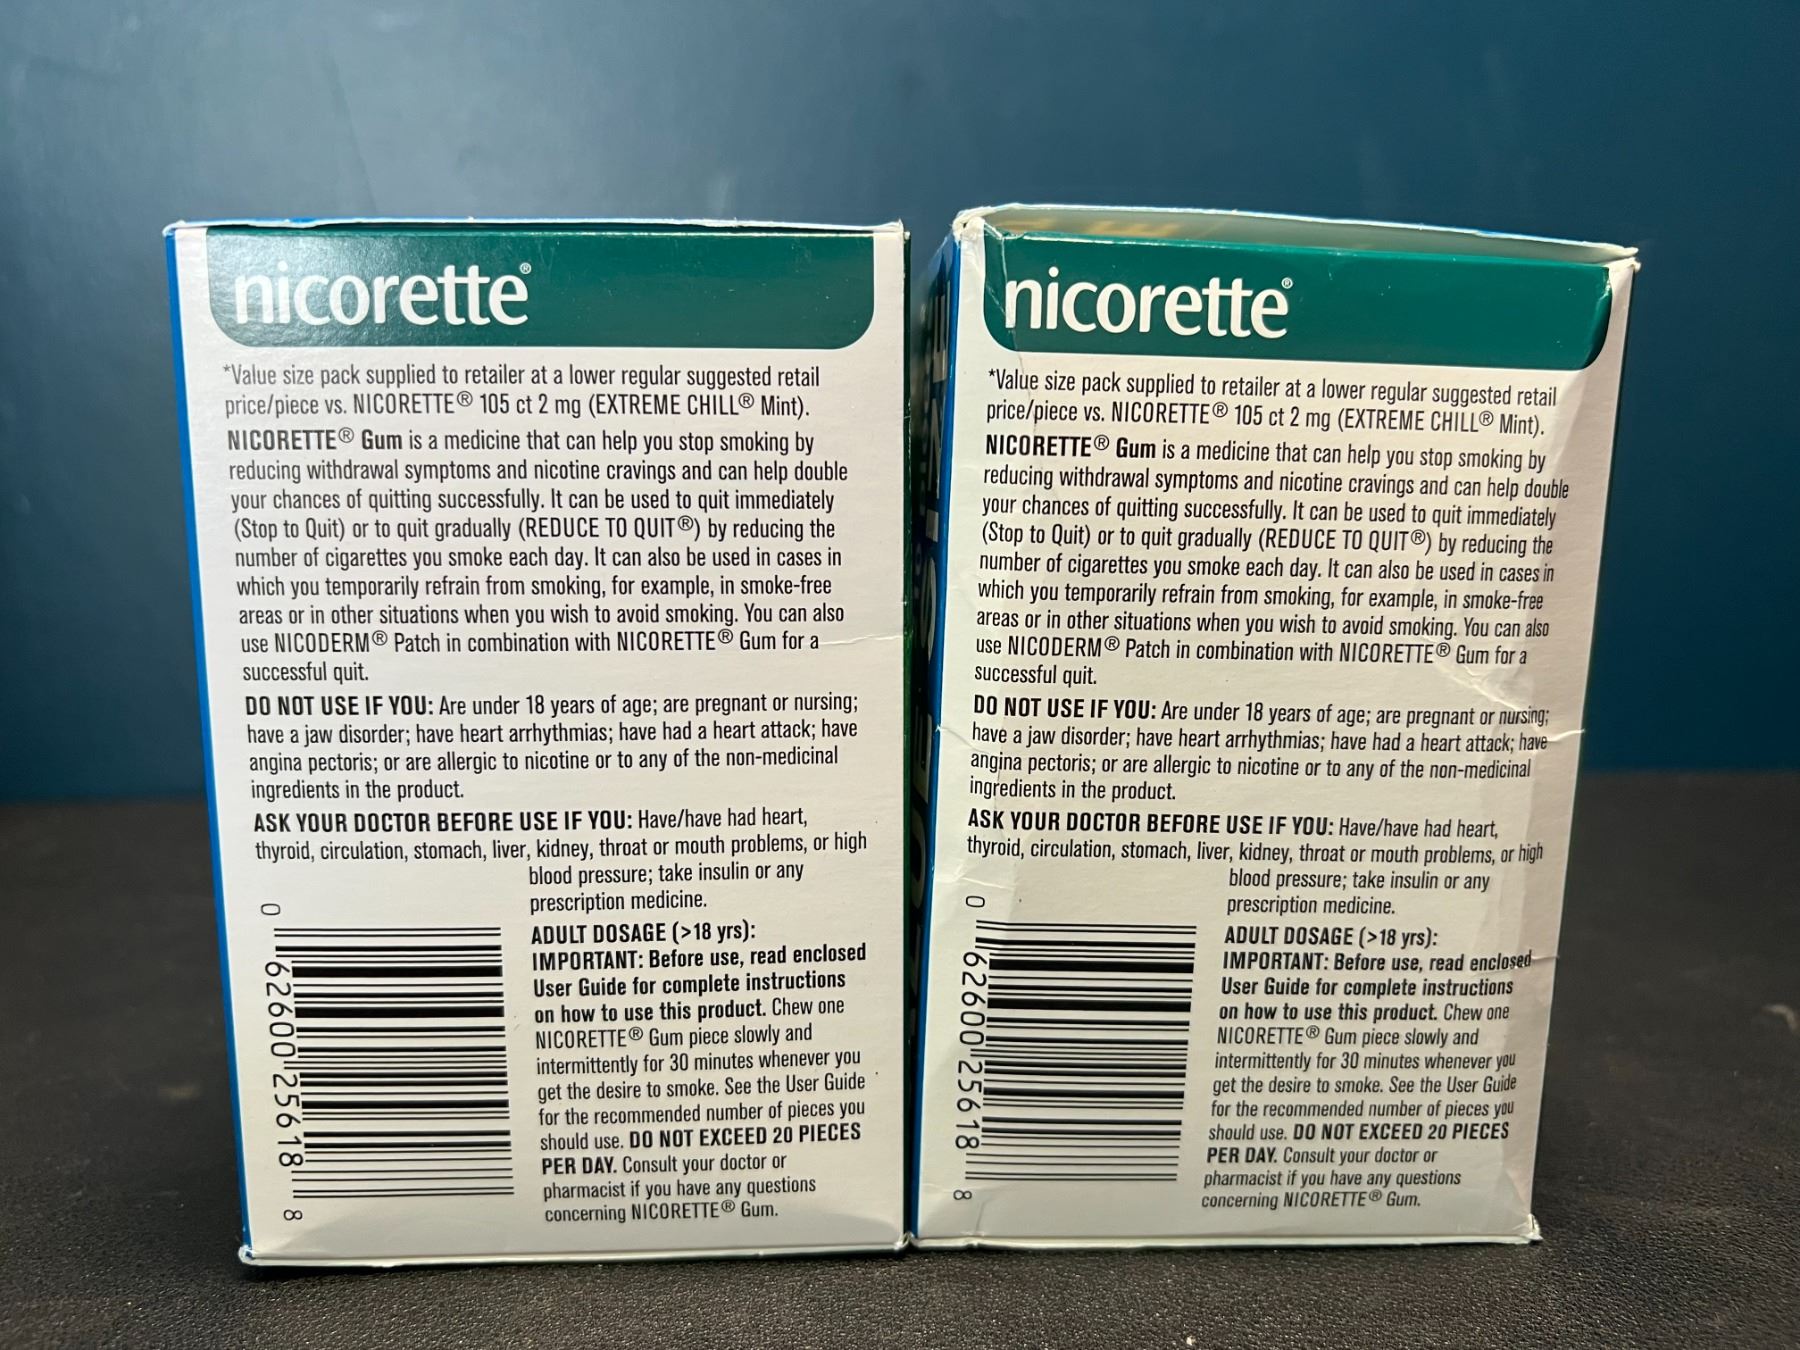 nicorette®
*Value size pack supplied to retailer at a lower regular suggested retail
price/piece vs. NICORETTE® 105 ct 2 mg (EXTREME CHILL® Mint).
NICORETTE® Gum is a medicine that can help you stop smoking by
reducing withdrawal symptoms and nicotine cravings and can help double
your chances of quitting successfully. It can be used to quit immediately
(Stop to Quit) or to quit gradually (REDUCE TO QUIT®) by reducing the
number of cigarettes you smoke each day. It can also be used in cases in
which you temporarily refrain from smoking, for example, in smoke-free
areas or in other situations when you wish to avoid smoking. You can also
use NICODERM® Patch in combination with NICORETTE® Gum for a
successful quit.
DO NOT USE IF YOU: Are under 18 years of age; are pregnant or nursing;
have a jaw disorder; have heart arrhythmias; have had a heart attack; have
angina pectoris; or are allergic to nicotine or to any of the non-medicinal
ingredients in the product.
ASK YOUR DOCTOR BEFORE USE IF YOU: Have/have had heart,
thyroid, circulation, stomach, liver, kidney, throat or mouth problems, or high
blood pressure; take insulin or any
prescription medicine.
ADULT DOSAGE (>18 yrs):
IMPORTANT: Before use, read enclosed
User Guide for complete instructions
on how to use this product. Chew one
NICORETTE® Gum piece slowly and
intermittently for 30 minutes whenever you
get the desire to smoke. See the User Guide
for the recommended number of pieces you
should use. DO NOT EXCEED 20 PIECES
PER DAY. Consult your doctor or
pharmacist if you have any questions
concerning NICORETTE® Gum.
0 62600 25618 8
nicorette®
*Value size pack supplied to retailer at a lower regular suggested retail
price/piece vs. NICORETTE® 105 ct 2 mg (EXTREME CHILL® Mint).
NICORETTE® Gum is a medicine that can help you stop smoking by
reducing withdrawal symptoms and nicotine cravings and can help double
your chances of quitting successfully. It can be used to quit immediately
(Stop to Quit) or to quit gradually (REDUCE TO QUIT®) by reducing the
number of cigarettes you smoke each day. It can also be used in cases in
which you temporarily refrain from smoking, for example, in smoke-free
areas or in other situations when you wish to avoid smoking. You can also
use NICODERM® Patch in combination with NICORETTE® Gum for a
successful quit.
DO NOT USE IF YOU: Are under 18 years of age; are pregnant or nursing;
have a jaw disorder; have heart arrhythmias; have had a heart attack; have
angina pectoris; or are allergic to nicotine or to any of the non-medicinal
ingredients in the product.
ASK YOUR DOCTOR BEFORE USE IF YOU: Have/have had heart,
thyroid, circulation, stomach, liver, kidney, throat or mouth problems, or high
blood pressure; take insulin or any
prescription medicine.
ADULT DOSAGE (>18 yrs):
IMPORTANT: Before use, read enclosed
User Guide for complete instructions
on how to use this product. Chew one
NICORETTE® Gum piece slowly and
intermittently for 30 minutes whenever you
get the desire to smoke. See the User Guide
for the recommended number of pieces you
should use. DO NOT EXCEED 20 PIECES
PER DAY. Consult your doctor or
pharmacist if you have any questions
concerning NICORETTE® Gum.
0 62600 25618 8